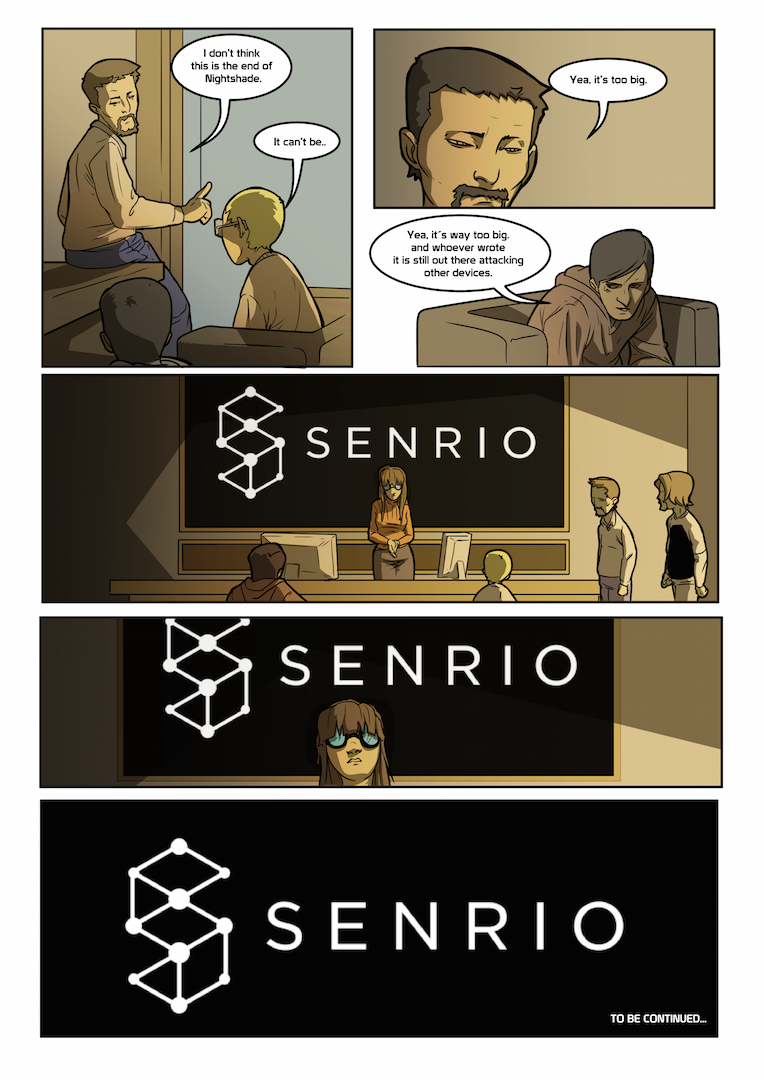 I don't think
this is the end of
Nightshade.
It can't be..
Yea, it's too big.
Yea, it´s way too big.
and whoever wrote
it is still out there attacking
other devices.
SENRIO
SENRIO
SENRIO
TO BE CONTINUED...